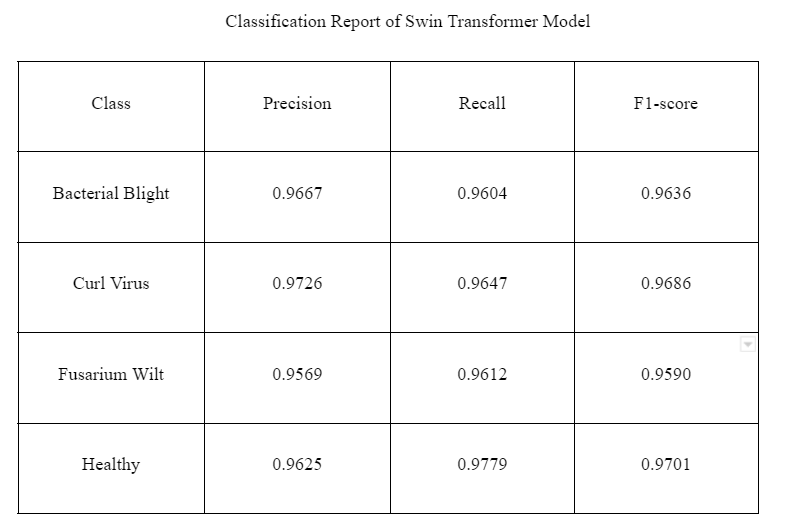 Classification Report of Swin Transformer Model
Class Precision Recall F1-score
Bacterial Blight 0.9667 0.9604 0.9636
Curl Virus 0.9726 0.9647 0.9686
Fusarium Wilt 0.9569 0.9612 0.9590
Healthy 0.9625 0.9779 0.9701